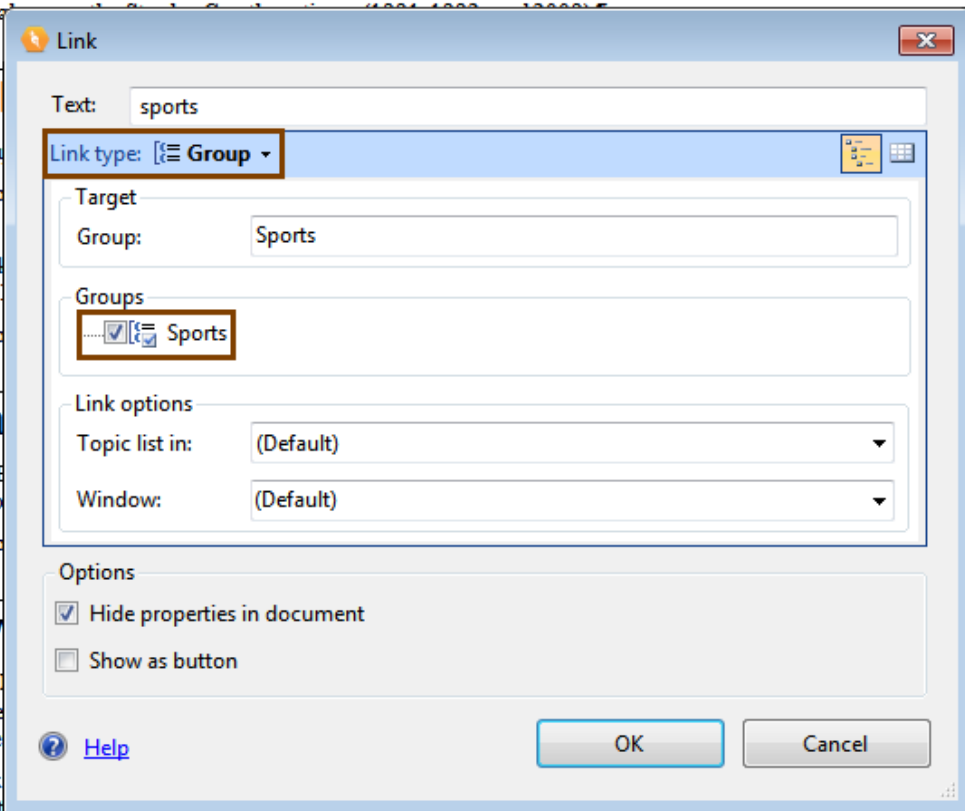 Link
Text: sports
Link type: Group
Target
Group: Sports
Groups
Sports
Link options
Topic list in: (Default)
Window: (Default)
Options
Hide properties in document
Show as button
Help OK Cancel